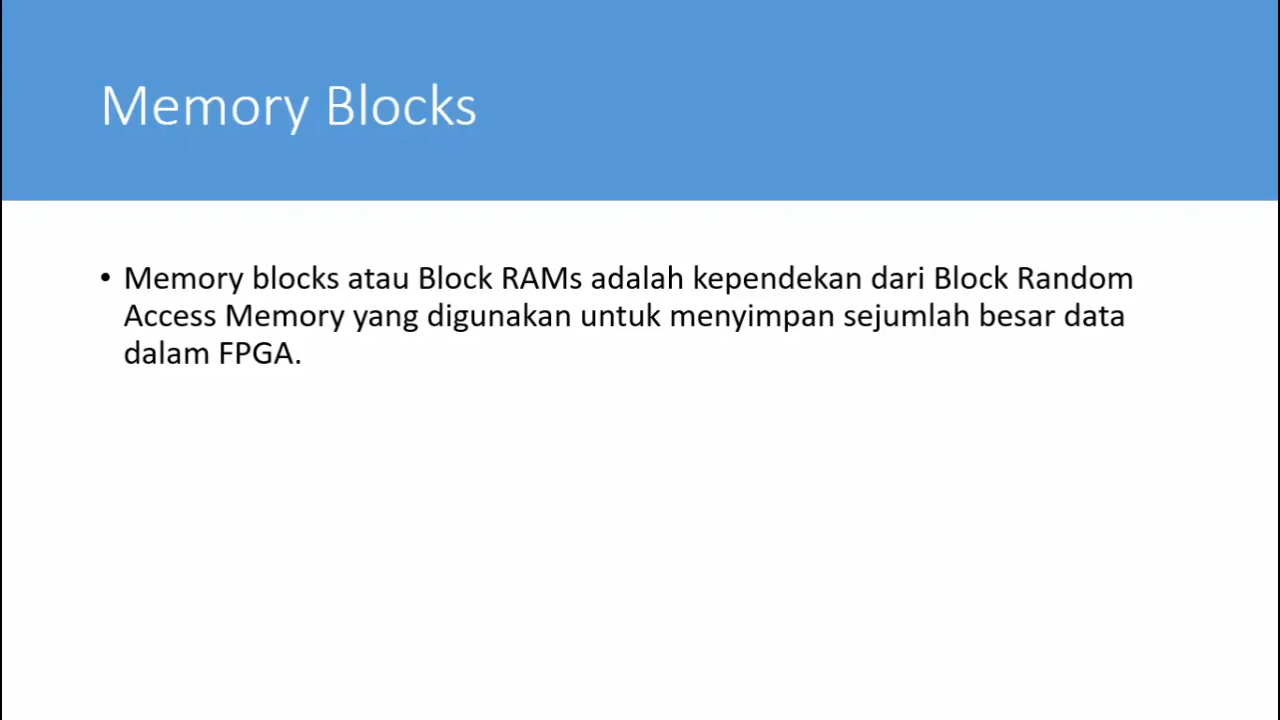 Memory Blocks
• Memory blocks atau Block RAMs adalah kependekan dari Block Random
Access Memory yang digunakan untuk menyimpan sejumlah besar data
dalam FPGA.